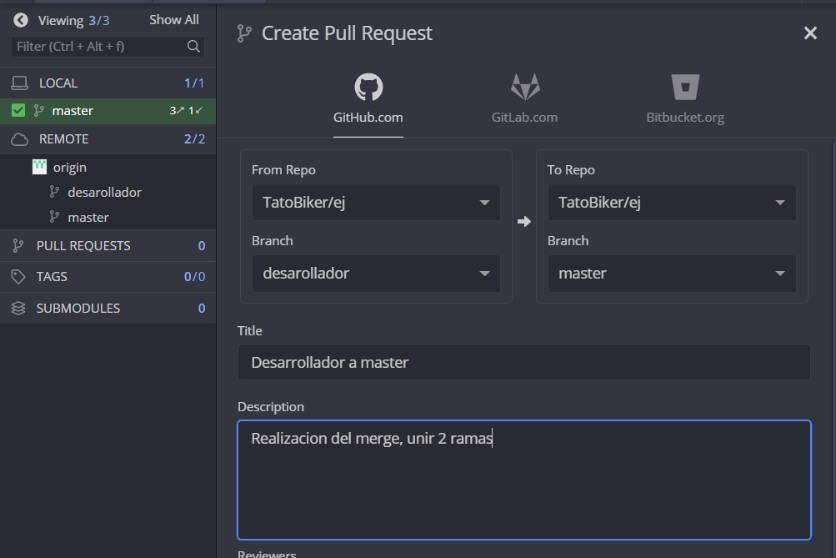 Viewing 3/3 Show All
Filter (Ctrl + Alt + f)
LOCAL 1/1
master 3 1
REMOTE 2/2
origin
desarollador
master
PULL REQUESTS 0
TAGS 0/0
SUBMODULES 0
Create Pull Request
GitHub.com GitLab.com Bitbucket.org
From Repo
TatoBiker/ej
Branch
desarollador
To Repo
TatoBiker/ej
Branch
master
Title
Desarrollador a master
Description
Realizacion del merge, unir 2 ramas
Reviewers